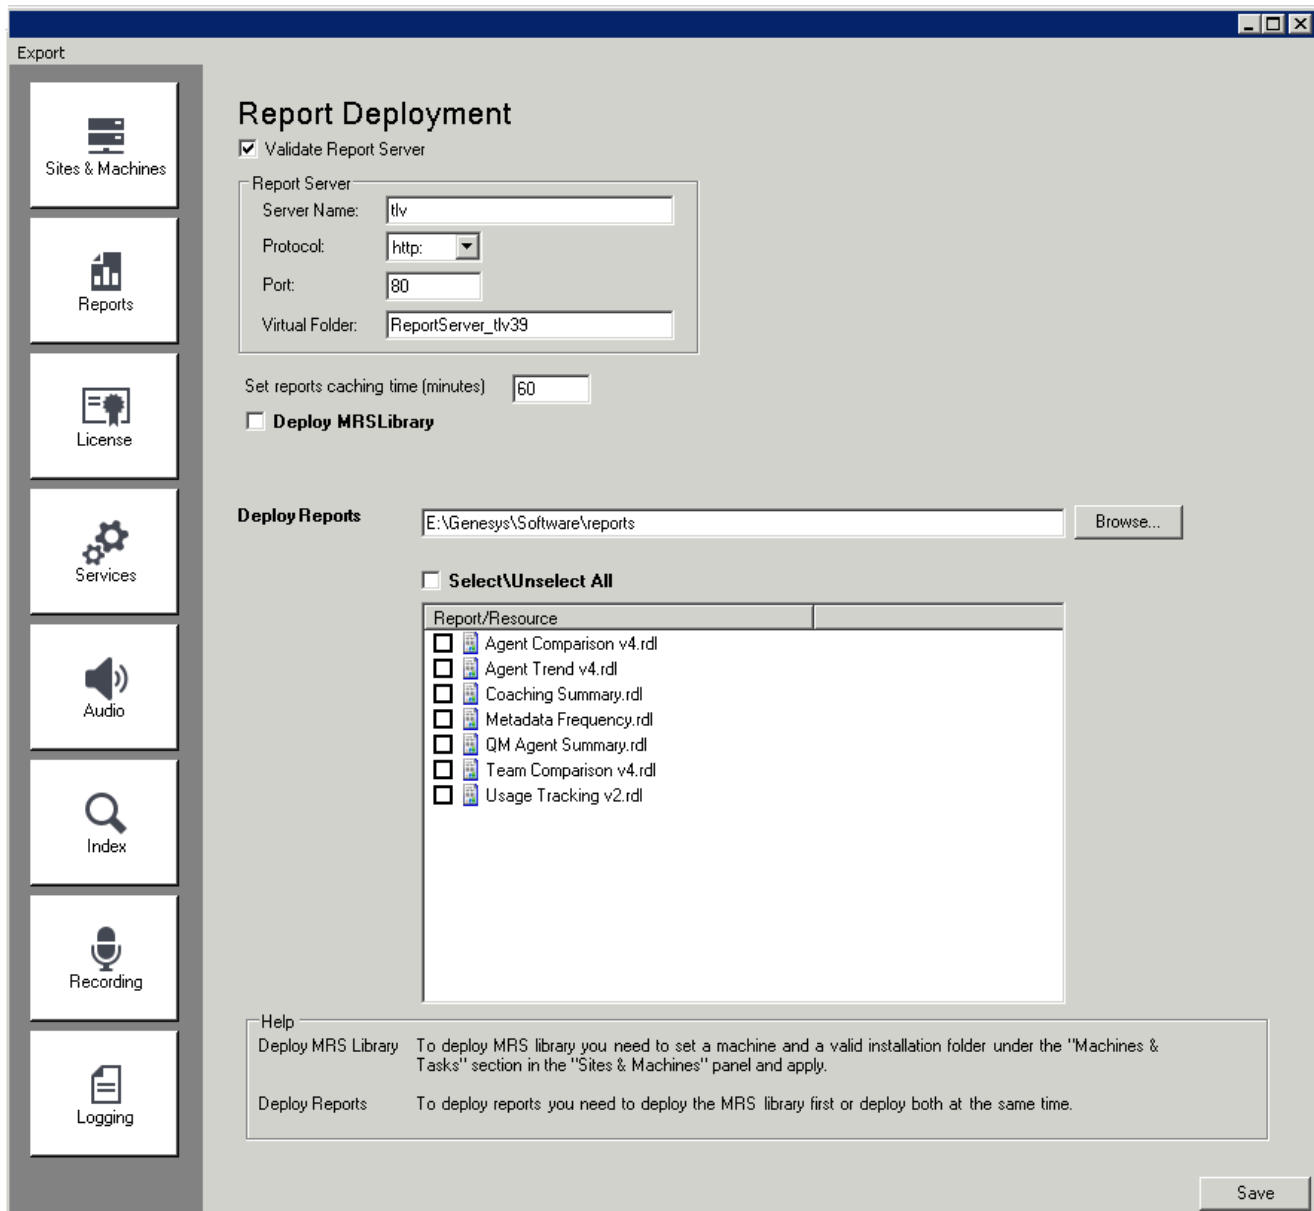 Export
Sites & Machines
Reports
License
Services
Audio
Index
Recording
Logging
Report Deployment
Validate Report Server
Report Server
Server Name: tlv
Protocol: http:
Port: 80
Virtual Folder: ReportServer_tlv39
Set reports caching time (minutes) 60
Deploy MRSLibrary
Deploy Reports E:\Genesys\Software\reports Browse...
Select\Unselect All
Report/Resource
Agent Comparison v4.rdl
Agent Trend v4.rdl
Coaching Summary.rdl
Metadata Frequency.rdl
QM Agent Summary.rdl
Team Comparison v4.rdl
Usage Tracking v2.rdl
Help
Deploy MRS Library To deploy MRS library you need to set a machine and a valid installation folder under the "Machines &
Tasks" section in the "Sites & Machines" panel and apply.
Deploy Reports To deploy reports you need to deploy the MRS library first or deploy both at the same time.
Save